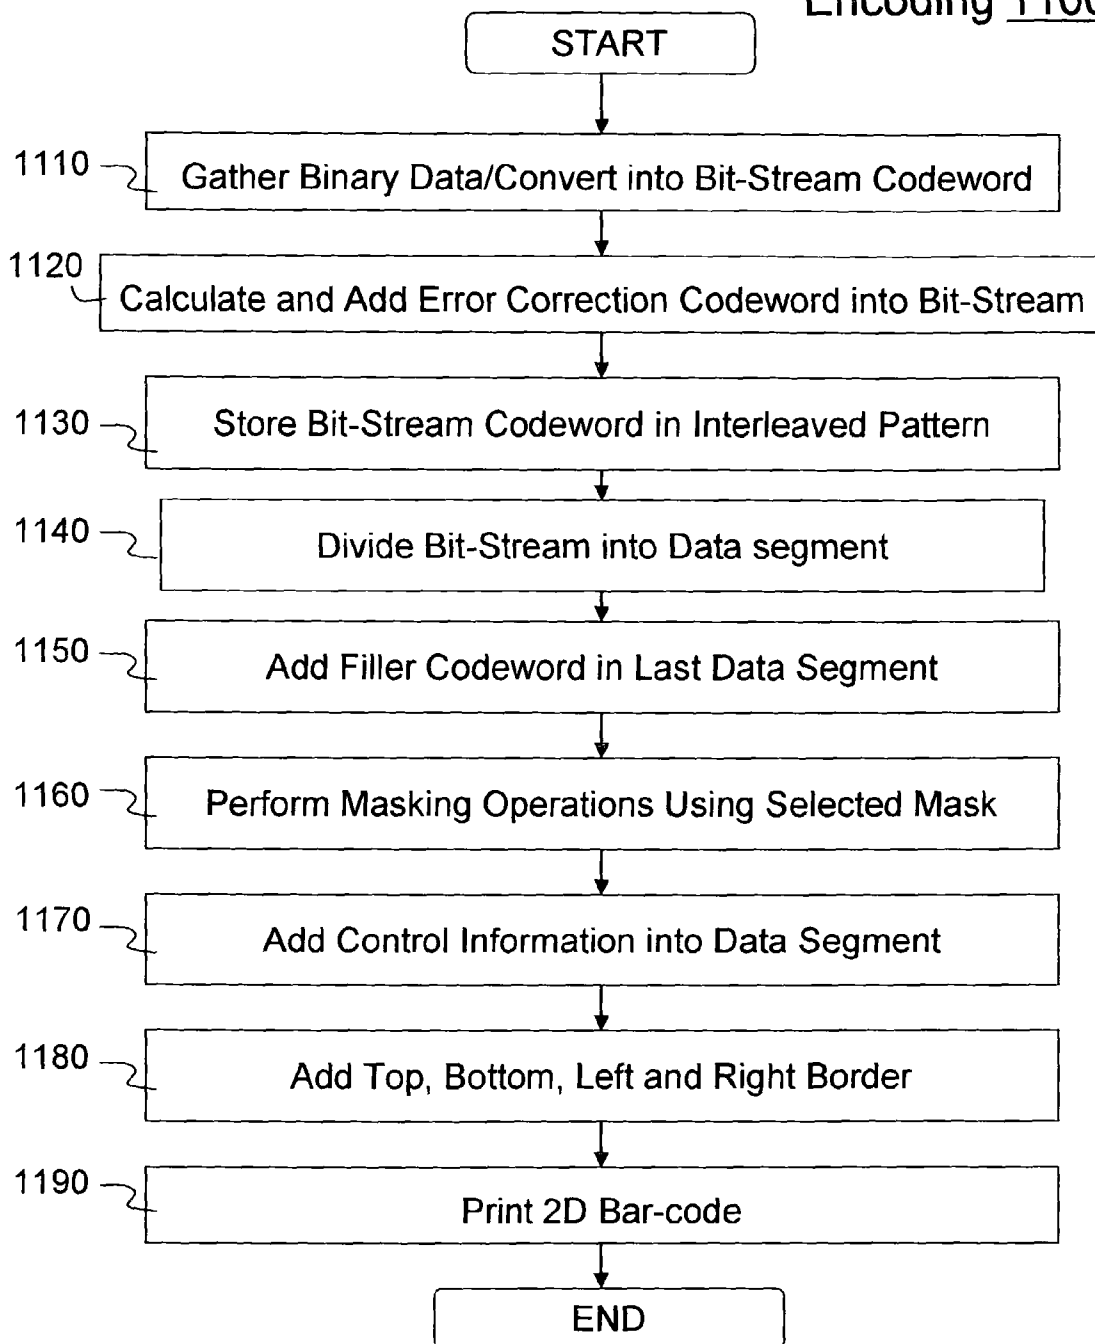 Encoding 1100
START
1110 Gather Binary Data/Convert into Bit-Stream Codeword
1120 Calculate and Add Error Correction Codeword into Bit-Stream
1130 Store Bit-Stream Codeword in Interleaved Pattern
1140 Divide Bit-Stream into Data segment
1150 Add Filler Codeword in Last Data Segment
1160 Perform Masking Operations Using Selected Mask
1170 Add Control Information into Data Segment
1180 Add Top, Bottom, Left and Right Border
1190 Print 2D Bar-code
END